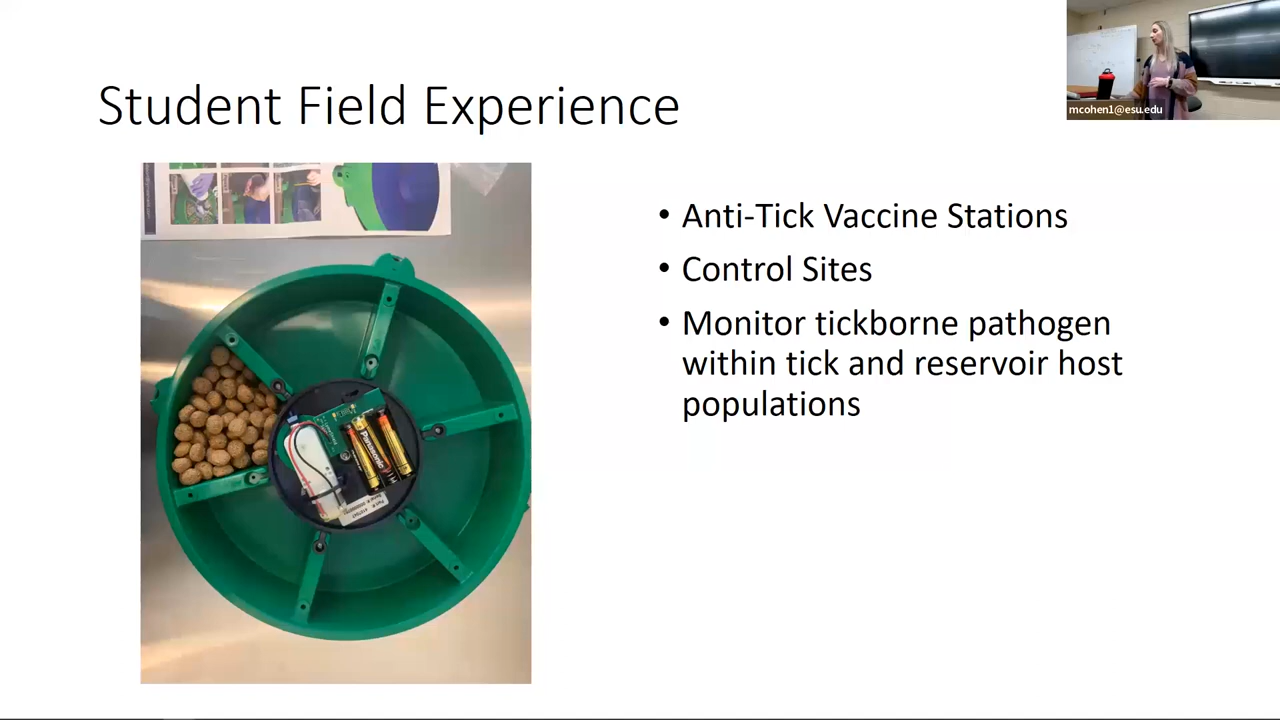 mcohen1@esu.edu
Student Field Experience
• Anti-Tick Vaccine Stations
• Control Sites
• Monitor tickborne pathogen
within tick and reservoir host
populations
Panasonic